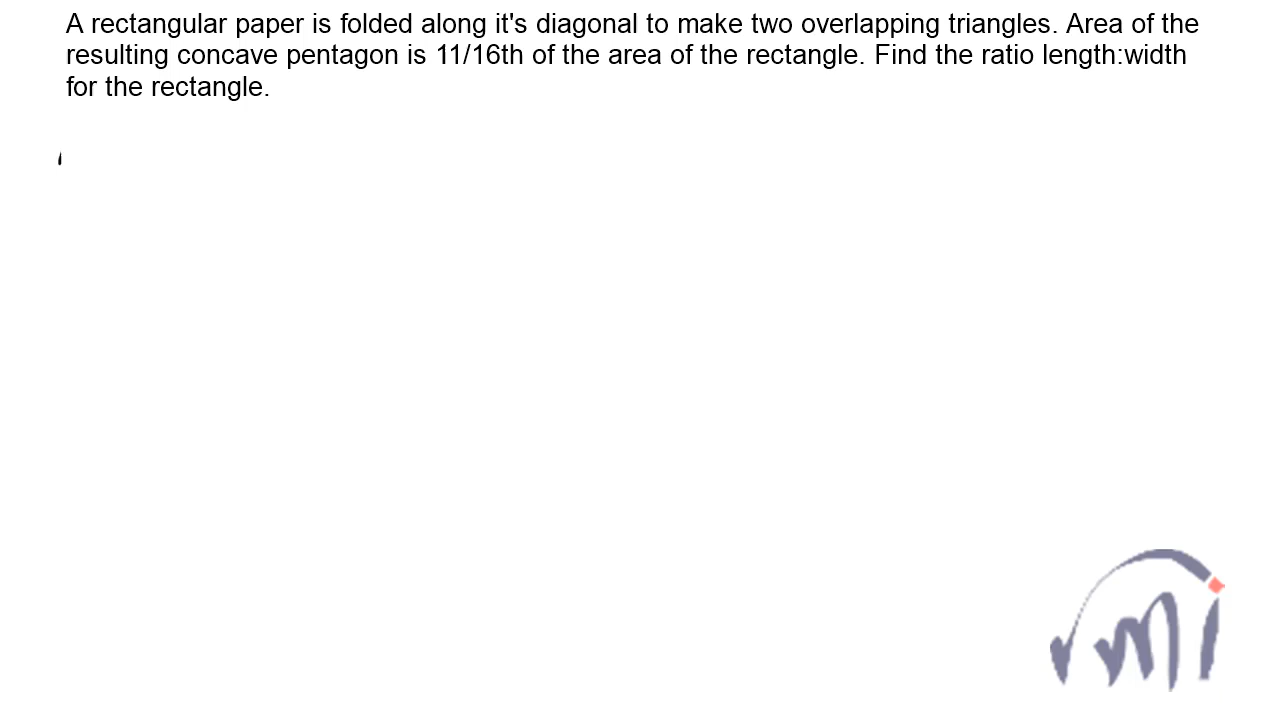 A rectangular paper is folded along it's diagonal to make two overlapping triangles. Area of the
resulting concave pentagon is 11/16th of the area of the rectangle. Find the ratio length:width
for the rectangle.